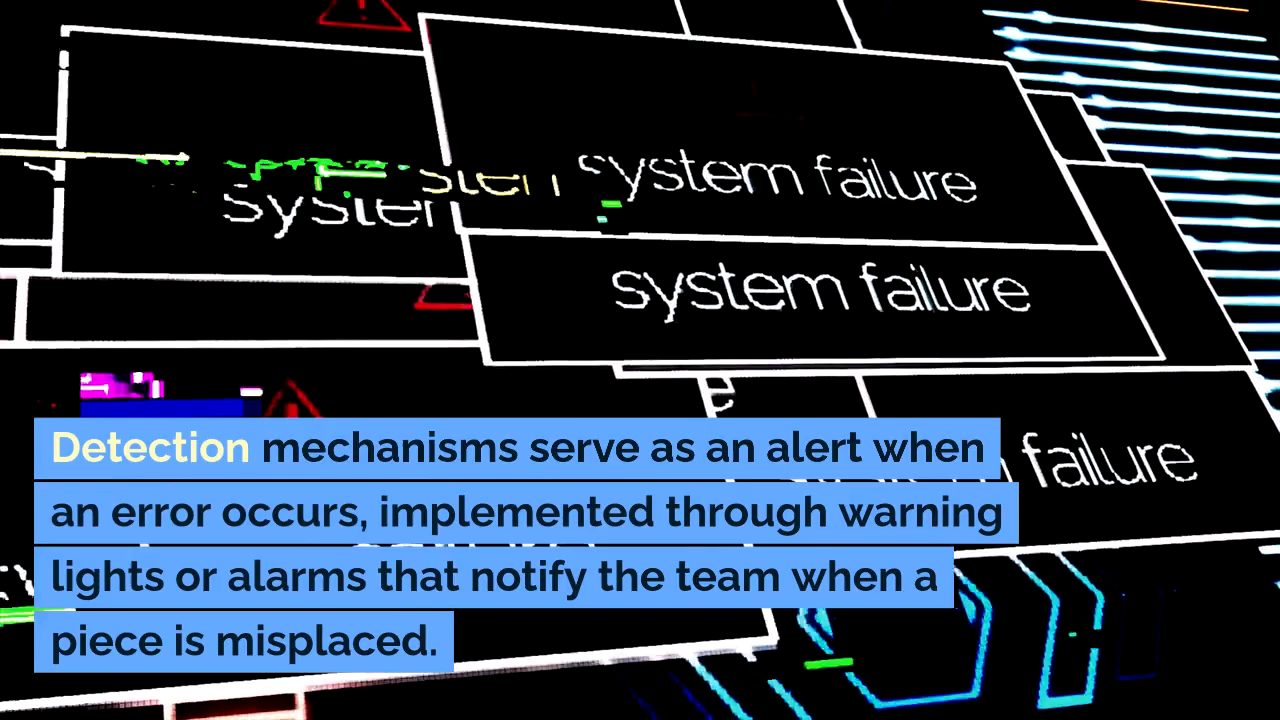 system failure
system failure
failure
Detection mechanisms serve as an alert when
an error occurs, implemented through warning
lights or alarms that notify the team when a
piece is misplaced.